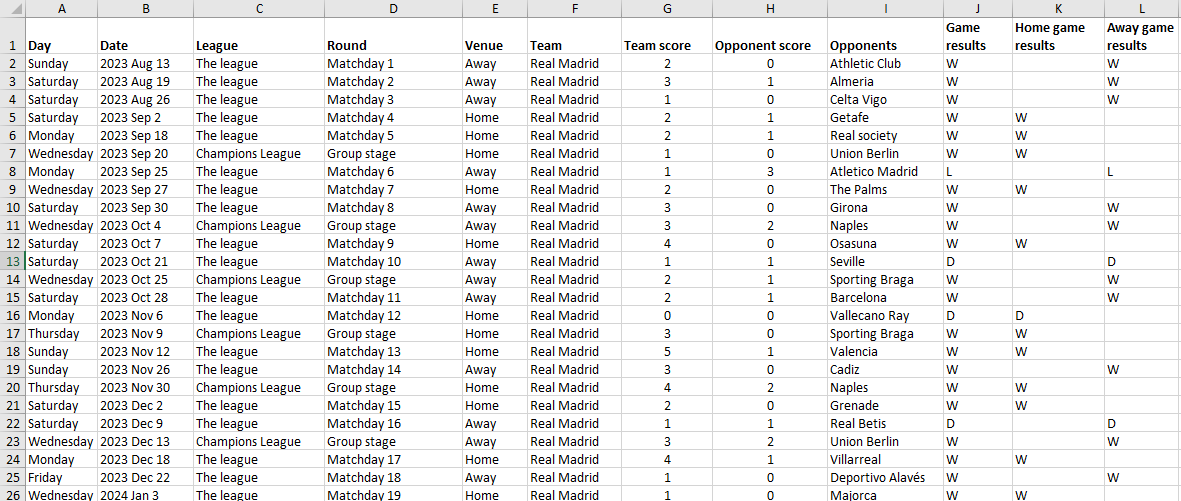 A B C D E F G H I J K L
1 Day Date League Round Venue Team Team score Opponent score Opponents Game results Home game results Away game results
2 Sunday 2023 Aug 13 The league Matchday 1 Away Real Madrid 2 0 Athletic Club W W
3 Saturday 2023 Aug 19 The league Matchday 2 Away Real Madrid 3 1 Almeria W W
4 Saturday 2023 Aug 26 The league Matchday 3 Away Real Madrid 1 0 Celta Vigo W W
5 Saturday 2023 Sep 2 The league Matchday 4 Home Real Madrid 2 1 Getafe W W
6 Monday 2023 Sep 18 The league Matchday 5 Home Real Madrid 2 1 Real society W W
7 Wednesday 2023 Sep 20 Champions League Group stage Home Real Madrid 1 0 Union Berlin W W
8 Monday 2023 Sep 25 The league Matchday 6 Away Real Madrid 1 3 Atletico Madrid L L
9 Wednesday 2023 Sep 27 The league Matchday 7 Home Real Madrid 2 0 The Palms W W
10 Saturday 2023 Sep 30 The league Matchday 8 Away Real Madrid 3 0 Girona W W
11 Wednesday 2023 Oct 4 Champions League Group stage Away Real Madrid 3 2 Naples W W
12 Saturday 2023 Oct 7 The league Matchday 9 Home Real Madrid 4 0 Osasuna W W
13 Saturday 2023 Oct 21 The league Matchday 10 Away Real Madrid 1 1 Seville D D
14 Wednesday 2023 Oct 25 Champions League Group stage Away Real Madrid 2 1 Sporting Braga W W
15 Saturday 2023 Oct 28 The league Matchday 11 Away Real Madrid 2 1 Barcelona W W
16 Monday 2023 Nov 6 The league Matchday 12 Home Real Madrid 0 0 Vallecano Ray D D
17 Thursday 2023 Nov 9 Champions League Group stage Home Real Madrid 3 0 Sporting Braga W W
18 Sunday 2023 Nov 12 The league Matchday 13 Home Real Madrid 5 1 Valencia W W
19 Sunday 2023 Nov 26 The league Matchday 14 Away Real Madrid 3 0 Cadiz W W
20 Thursday 2023 Nov 30 Champions League Group stage Home Real Madrid 4 2 Naples W W
21 Saturday 2023 Dec 2 The league Matchday 15 Home Real Madrid 2 0 Grenade W W
22 Saturday 2023 Dec 9 The league Matchday 16 Away Real Madrid 1 1 Real Betis D D
23 Wednesday 2023 Dec 13 Champions League Group stage Away Real Madrid 3 2 Union Berlin W W
24 Monday 2023 Dec 18 The league Matchday 17 Home Real Madrid 4 1 Villarreal W W
25 Friday 2023 Dec 22 The league Matchday 18 Away Real Madrid 1 0 Deportivo Alavés W W
26 Wednesday 2024 Jan 3 The league Matchday 19 Home Real Madrid 1 0 Majorca W W